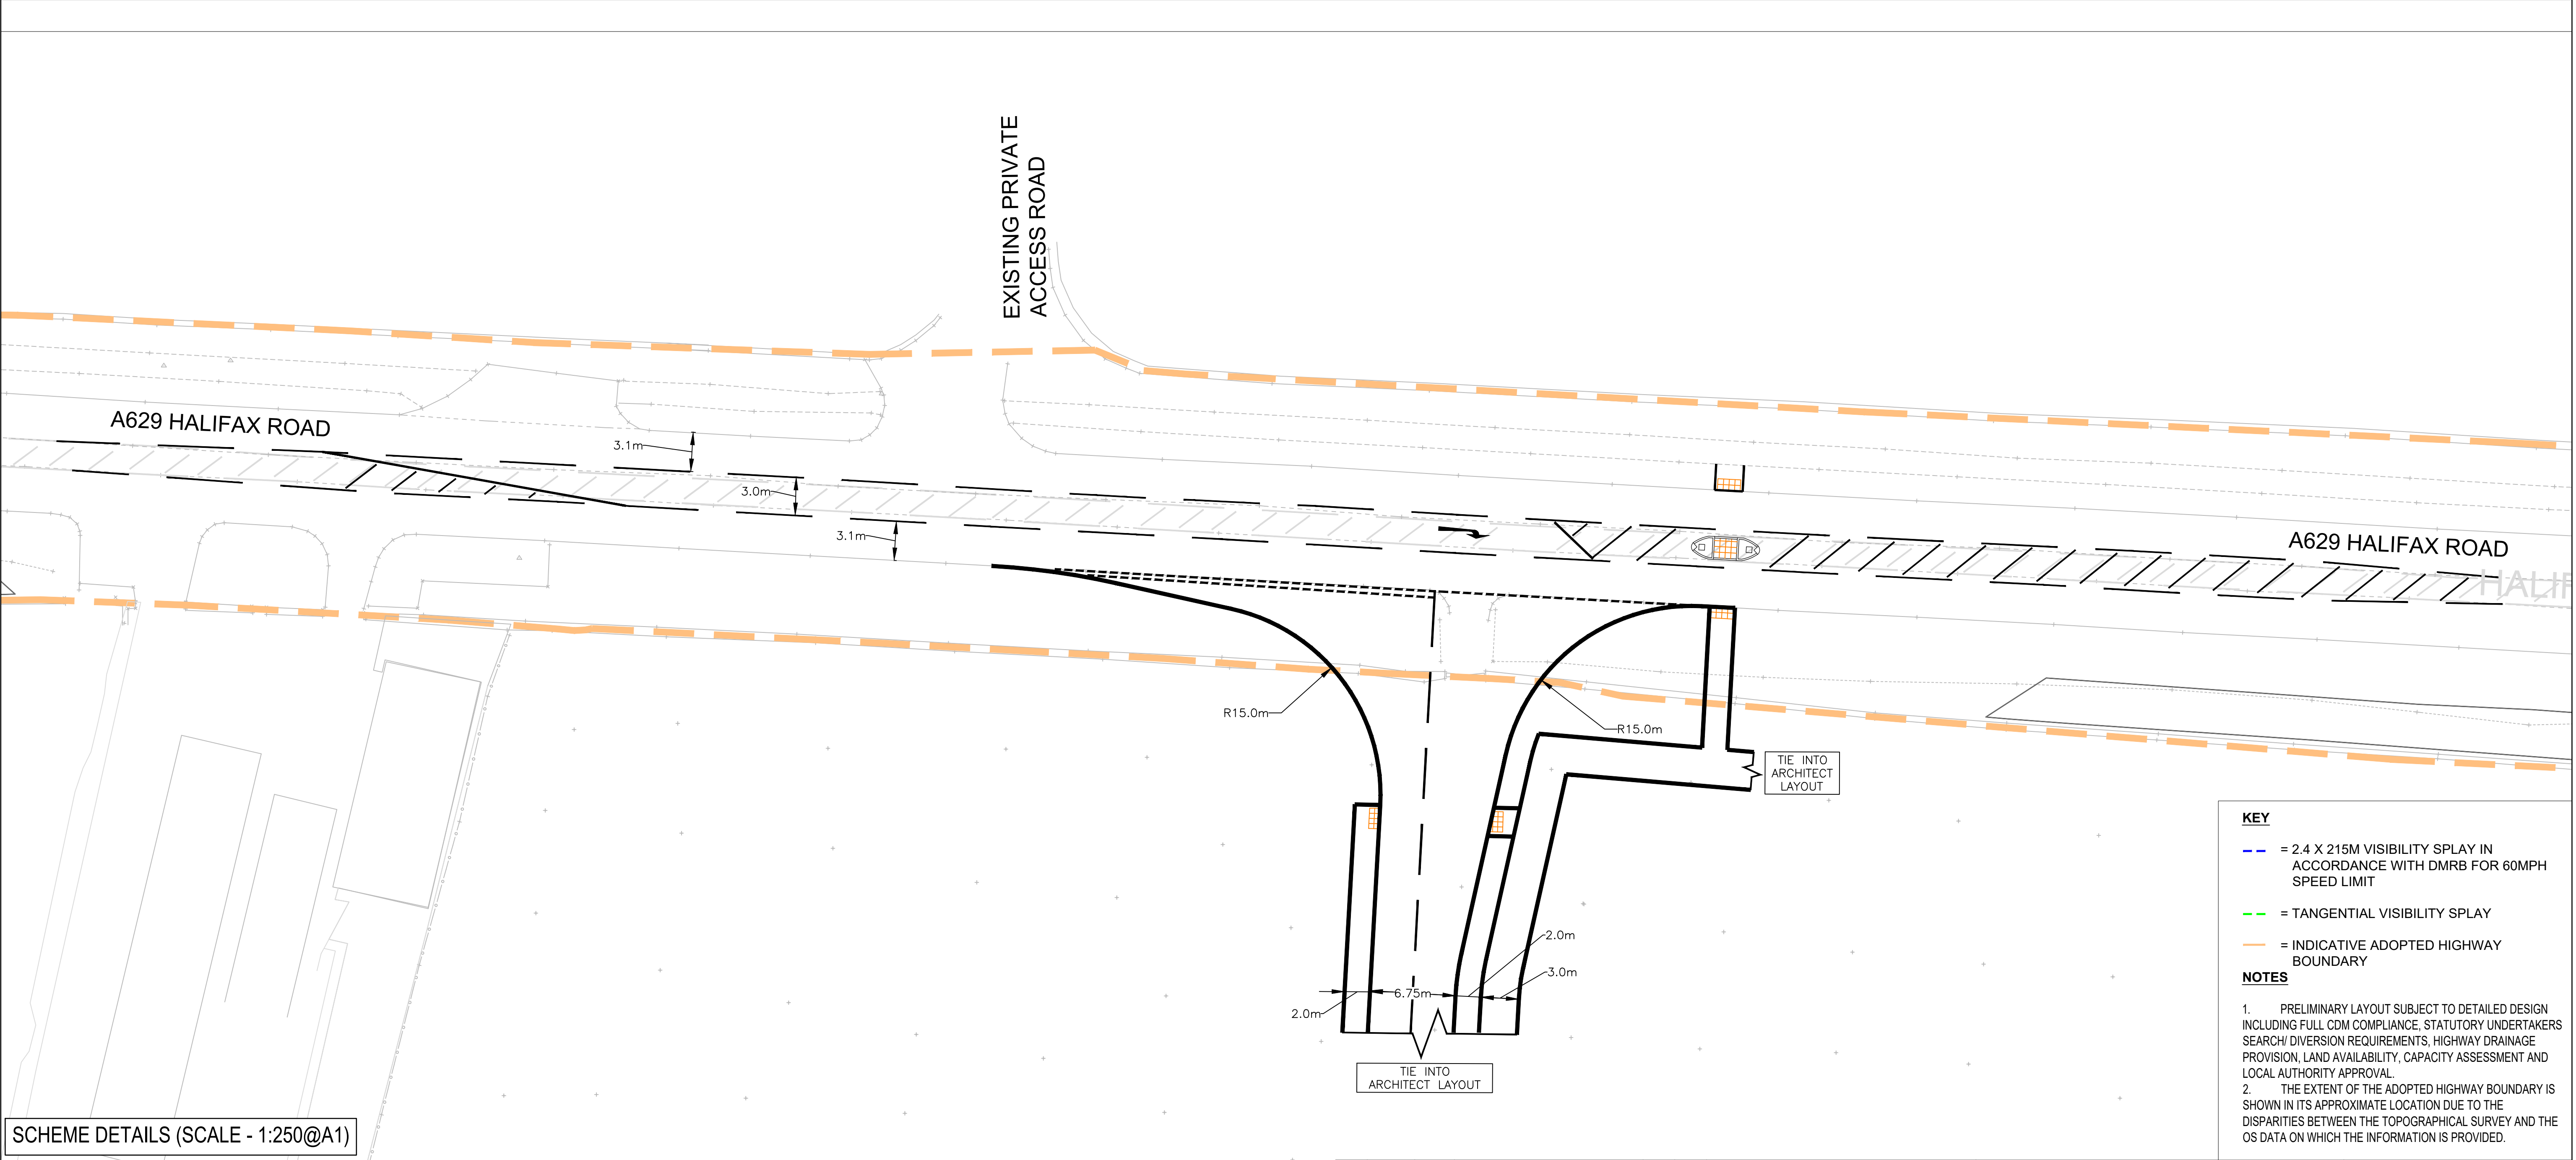 EXISTING PRIVATE
ACCESS ROAD
A629 HALIFAX ROAD
3.1m
3.0m
3.1m
A629 HALIFAX ROAD
R15.0m
R15.0m
TIE INTO
ARCHITECT
LAYOUT
2.0m
3.0m
6.75m
2.0m
TIE INTO
ARCHITECT LAYOUT
SCHEME DETAILS (SCALE - 1:250@A1)
KEY
= 2.4 X 215M VISIBILITY SPLAY IN
ACCORDANCE WITH DMRB FOR 60MPH
SPEED LIMIT
= TANGENTIAL VISIBILITY SPLAY
= INDICATIVE ADOPTED HIGHWAY
BOUNDARY
NOTES
1. PRELIMINARY LAYOUT SUBJECT TO DETAILED DESIGN
INCLUDING FULL CDM COMPLIANCE, STATUTORY UNDERTAKERS
SEARCH/ DIVERSION REQUIREMENTS, HIGHWAY DRAINAGE
PROVISION, LAND AVAILABILITY, CAPACITY ASSESSMENT AND
LOCAL AUTHORITY APPROVAL.
2. THE EXTENT OF THE ADOPTED HIGHWAY BOUNDARY IS
SHOWN IN ITS APPROXIMATE LOCATION DUE TO THE
DISPARITIES BETWEEN THE TOPOGRAPHICAL SURVEY AND THE
OS DATA ON WHICH THE INFORMATION IS PROVIDED.